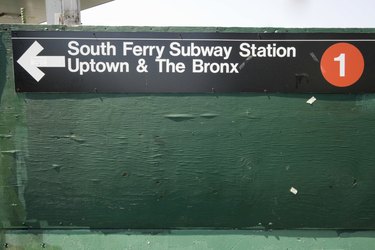 South Ferry Subway Station
Uptown & The Bronx
1